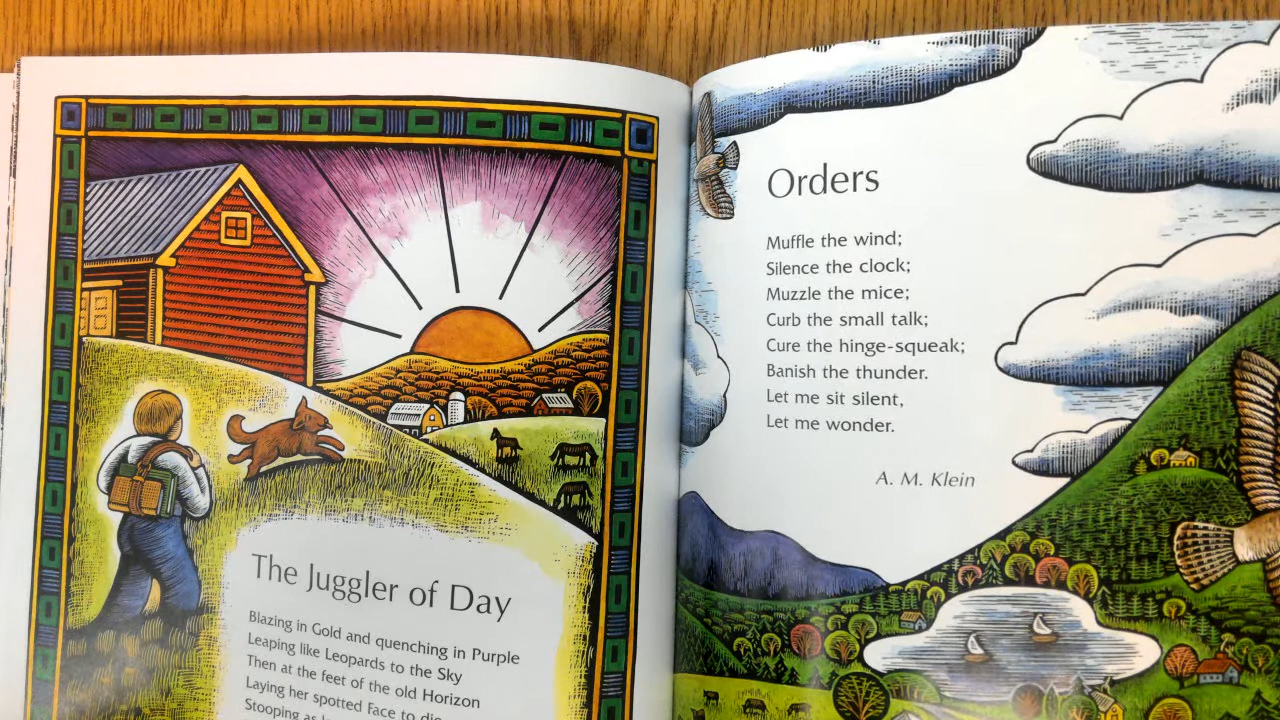 The Juggler of Day
Blazing in Gold and quenching in Purple
Leaping like Leopards to the Sky
Then at the feet of the old Horizon
Laying her spotted Face to die
Stooping as
Orders
Muffle the wind;
Silence the clock;
Muzzle the mice;
Curb the small talk;
Cure the hinge-squeak;
Banish the thunder.
Let me sit silent,
Let me wonder.
A. M. Klein